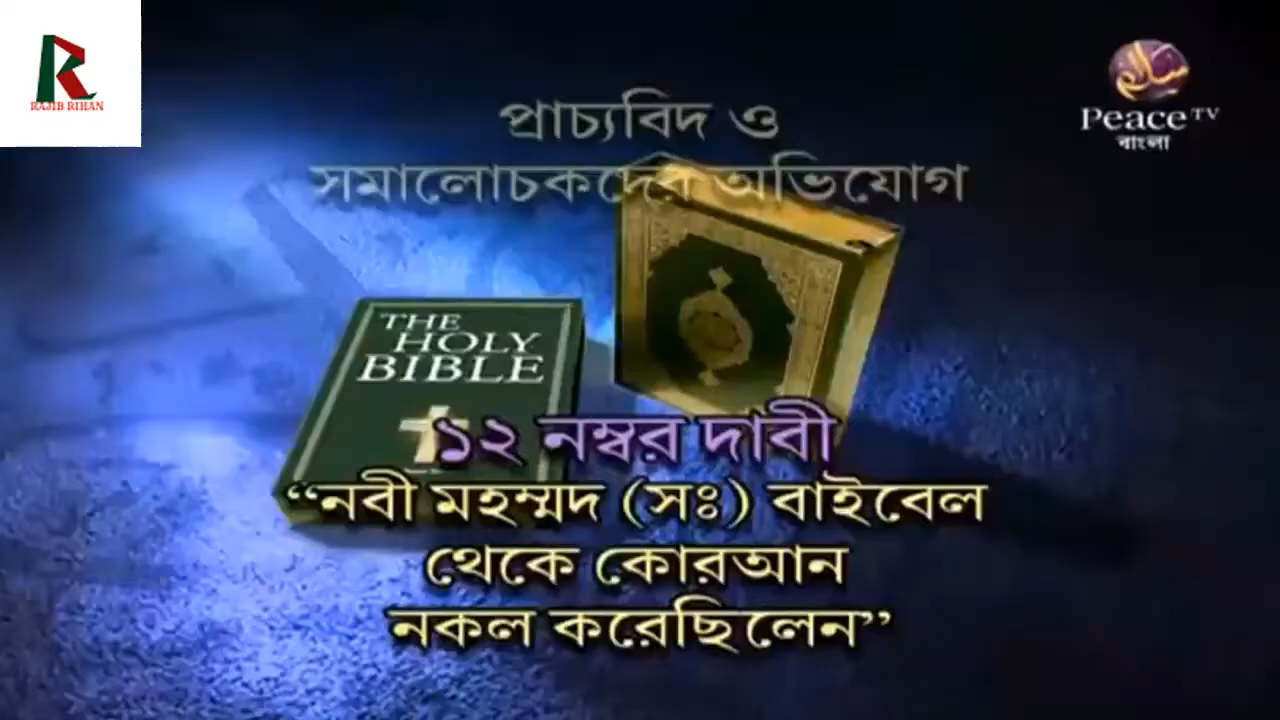 RAJIB RIHAN
سلام
Peace TV
বাংলা
প্রাচ্যবিদ ও
সমালোচকদের অভিযোগ
THE
HOLY
BIBLE
১২ নম্বর দাবী
“নবী মহম্মদ (সঃ) বাইবেল
থেকে কোরআন
নকল করেছিলেন”